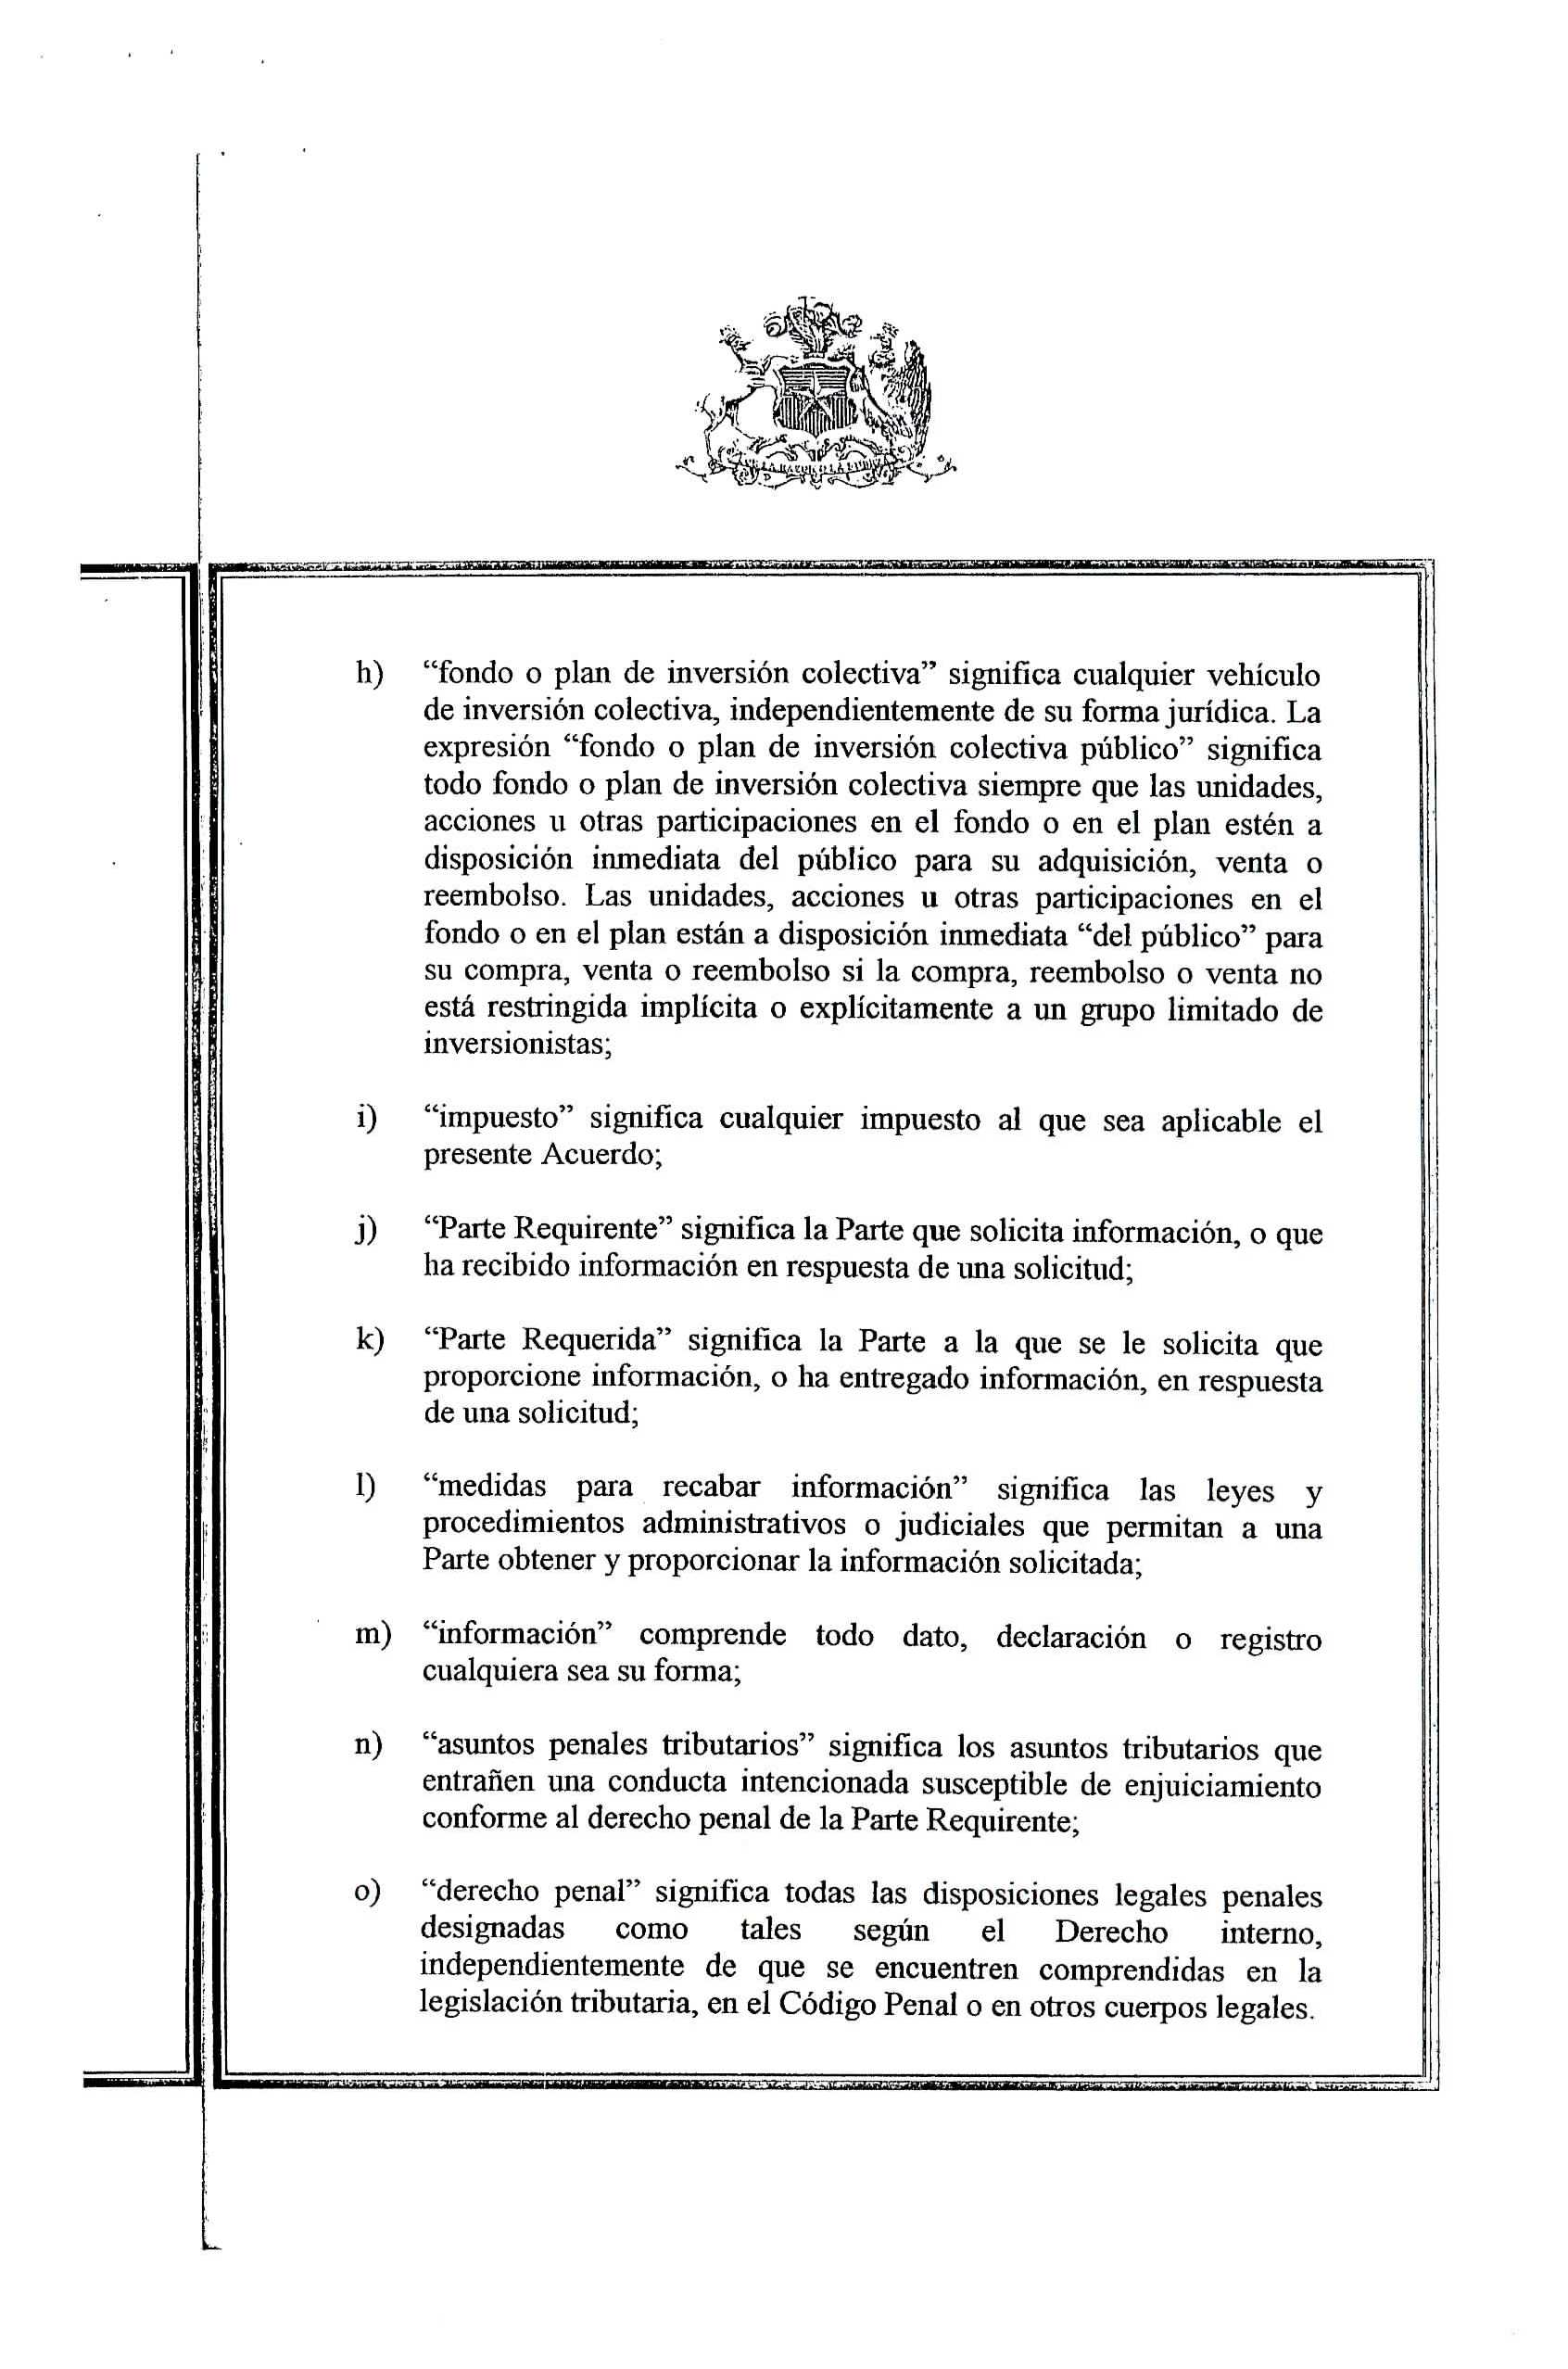 h) “fondo o plan de inversión colectiva” significa cualquier vehículo
de inversión colectiva, independientemente de su forma jurídica. La
expresión “fondo o plan de inversión colectiva público” significa
todo fondo o plan de inversión colectiva siempre que las unidades,
acciones u otras participaciones en el fondo o en el plan estén a
disposición inmediata del público para su adquisición, venta o
reembolso. Las unidades, acciones u otras participaciones en el
fondo o en el plan están a disposición inmediata “del público” para
su compra, venta o reembolso si la compra, reembolso o venta no
está restringida implícita o explícitamente a un grupo limitado de
inversionistas;
i) “impuesto” significa cualquier impuesto al que sea aplicable el
presente Acuerdo;
j) “Parte Requirente” significa la Parte que solicita información, o que
ha recibido información en respuesta de una solicitud;
k) “Parte Requerida” significa la Parte a la que se le solicita que
proporcione información, o ha entregado información, en respuesta
de una solicitud;
l) “medidas para recabar información” significa las leyes y
procedimientos administrativos o judiciales que permitan a una
Parte obtener y proporcionar la información solicitada;
m) “información” comprende todo dato, declaración o registro
cualquiera sea su forma;
n) “asuntos penales tributarios” significa los asuntos tributarios que
entrañen una conducta intencionada susceptible de enjuiciamiento
conforme al derecho penal de la Parte Requirente;
o) “derecho penal” significa todas las disposiciones legales penales
designadas como tales según el Derecho interno,
independientemente de que se encuentren comprendidas en la
legislación tributaria, en el Código Penal o en otros cuerpos legales.